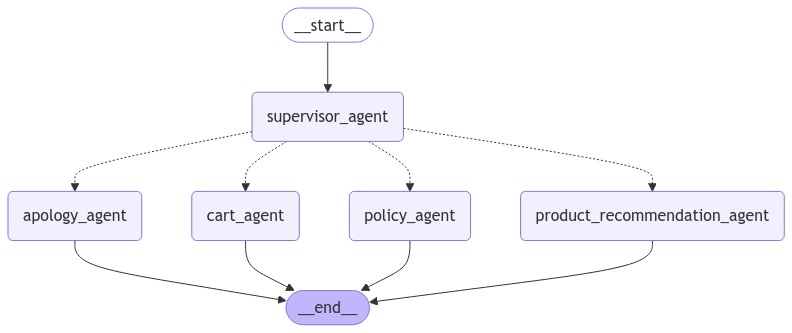 __start__
supervisor_agent
apology_agent
cart_agent
policy_agent
product_recommendation_agent
__end__